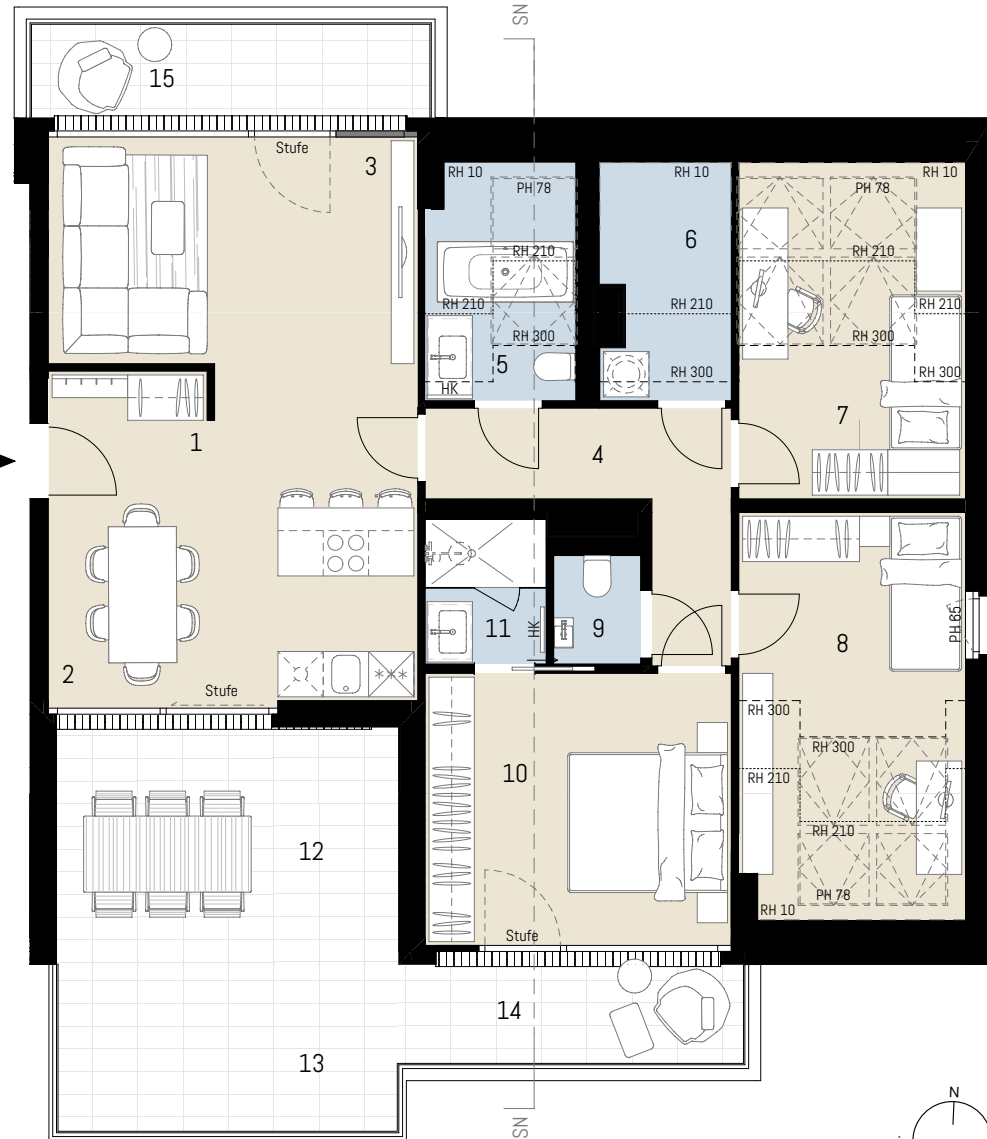 SN
15
Stufe
3
RH 10
PH 78
RH 10
PH 78
RH 10
6
RH 210
RH 210
RH 210
RH 210
RH 210
RH 300
RH 300
5
RH 300
RH 300
HK
7
1
4
11
HK
9
PH 65
8
2
Stufe
RH 300
10
RH 300
RH 210
RH 210
12
PH 78
RH 10
Stufe
14
13
N
SN